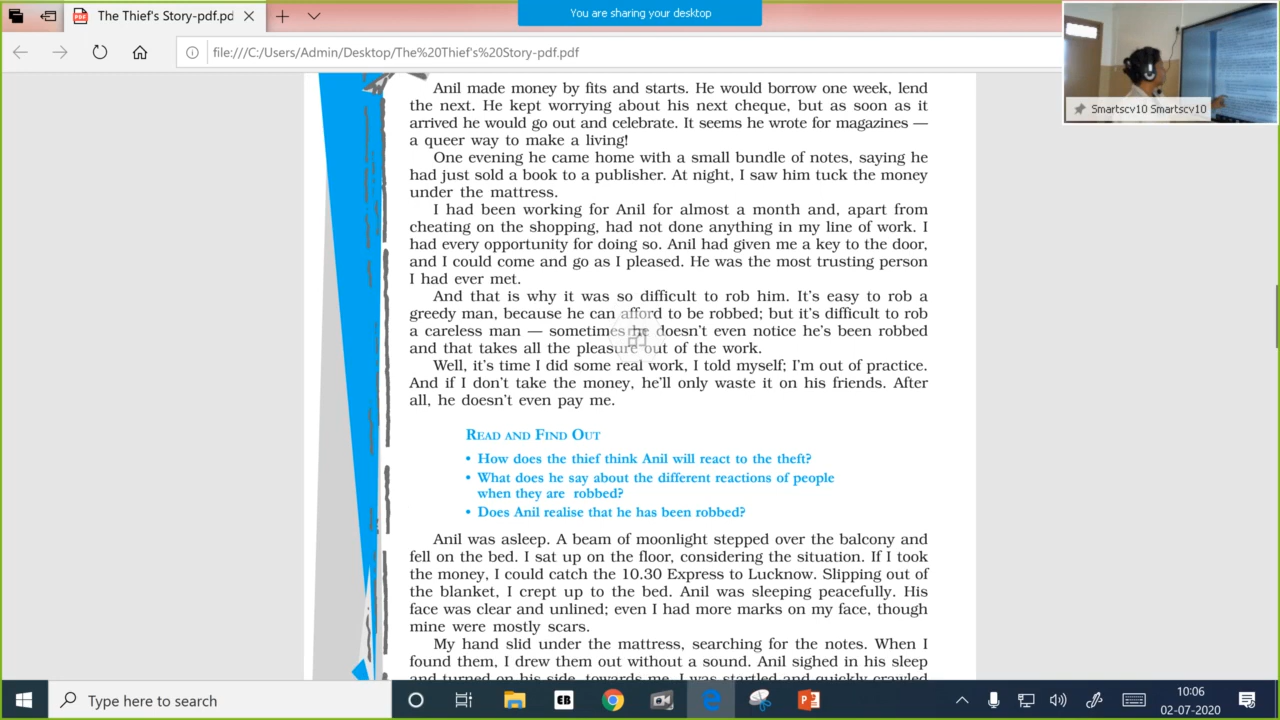 The Thief's Story-pdf.pd
You are sharing your desktop
file:///C:/Users/Admin/Desktop/The%20Thief's%20Story-pdf.pdf
Smartscv10 Smartscv10
Anil made money by fits and starts. He would borrow one week, lend
the next. He kept worrying about his next cheque, but as soon as it
arrived he would go out and celebrate. It seems he wrote for magazines —
a queer way to make a living!
One evening he came home with a small bundle of notes, saying he
had just sold a book to a publisher. At night, I saw him tuck the money
under the mattress.
I had been working for Anil for almost a month and, apart from
cheating on the shopping, had not done anything in my line of work. I
had every opportunity for doing so. Anil had given me a key to the door,
and I could come and go as I pleased. He was the most trusting person
I had ever met.
And that is why it was so difficult to rob him. It's easy to rob a
greedy man, because he can afford to be robbed; but it's difficult to rob
a careless man — sometimes he doesn't even notice he's been robbed
and that takes all the pleasure out of the work.
Well, it's time I did some real work, I told myself; I'm out of practice.
And if I don't take the money, he'll only waste it on his friends. After
all, he doesn't even pay me.
READ AND FIND OUT
• How does the thief think Anil will react to the theft?
• What does he say about the different reactions of people
when they are robbed?
• Does Anil realise that he has been robbed?
Anil was asleep. A beam of moonlight stepped over the balcony and
fell on the bed. I sat up on the floor, considering the situation. If I took
the money, I could catch the 10.30 Express to Lucknow. Slipping out of
the blanket, I crept up to the bed. Anil was sleeping peacefully. His
face was clear and unlined; even I had more marks on my face, though
mine were mostly scars.
My hand slid under the mattress, searching for the notes. When I
found them, I drew them out without a sound. Anil sighed in his sleep
and turned on his side, towards me. I was startled and quickly crawled
Type here to search
10:06
02-07-2020